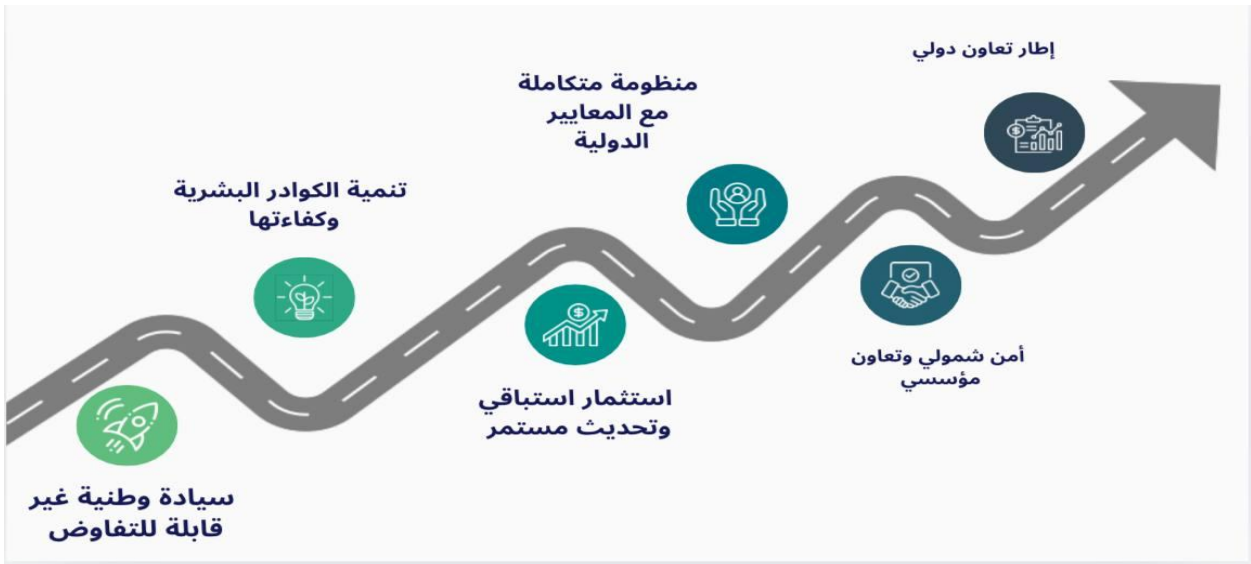 سيادة وطنية غير
قابلة للتفاوض
تنمية الكوادر البشرية
وكفاءتها
استثمار استباقي
وتحديث مستمر
منظومة متكاملة
مع المعايير
الدولية
أمن شمولي وتعاون
مؤسسي
إطار تعاون دولي